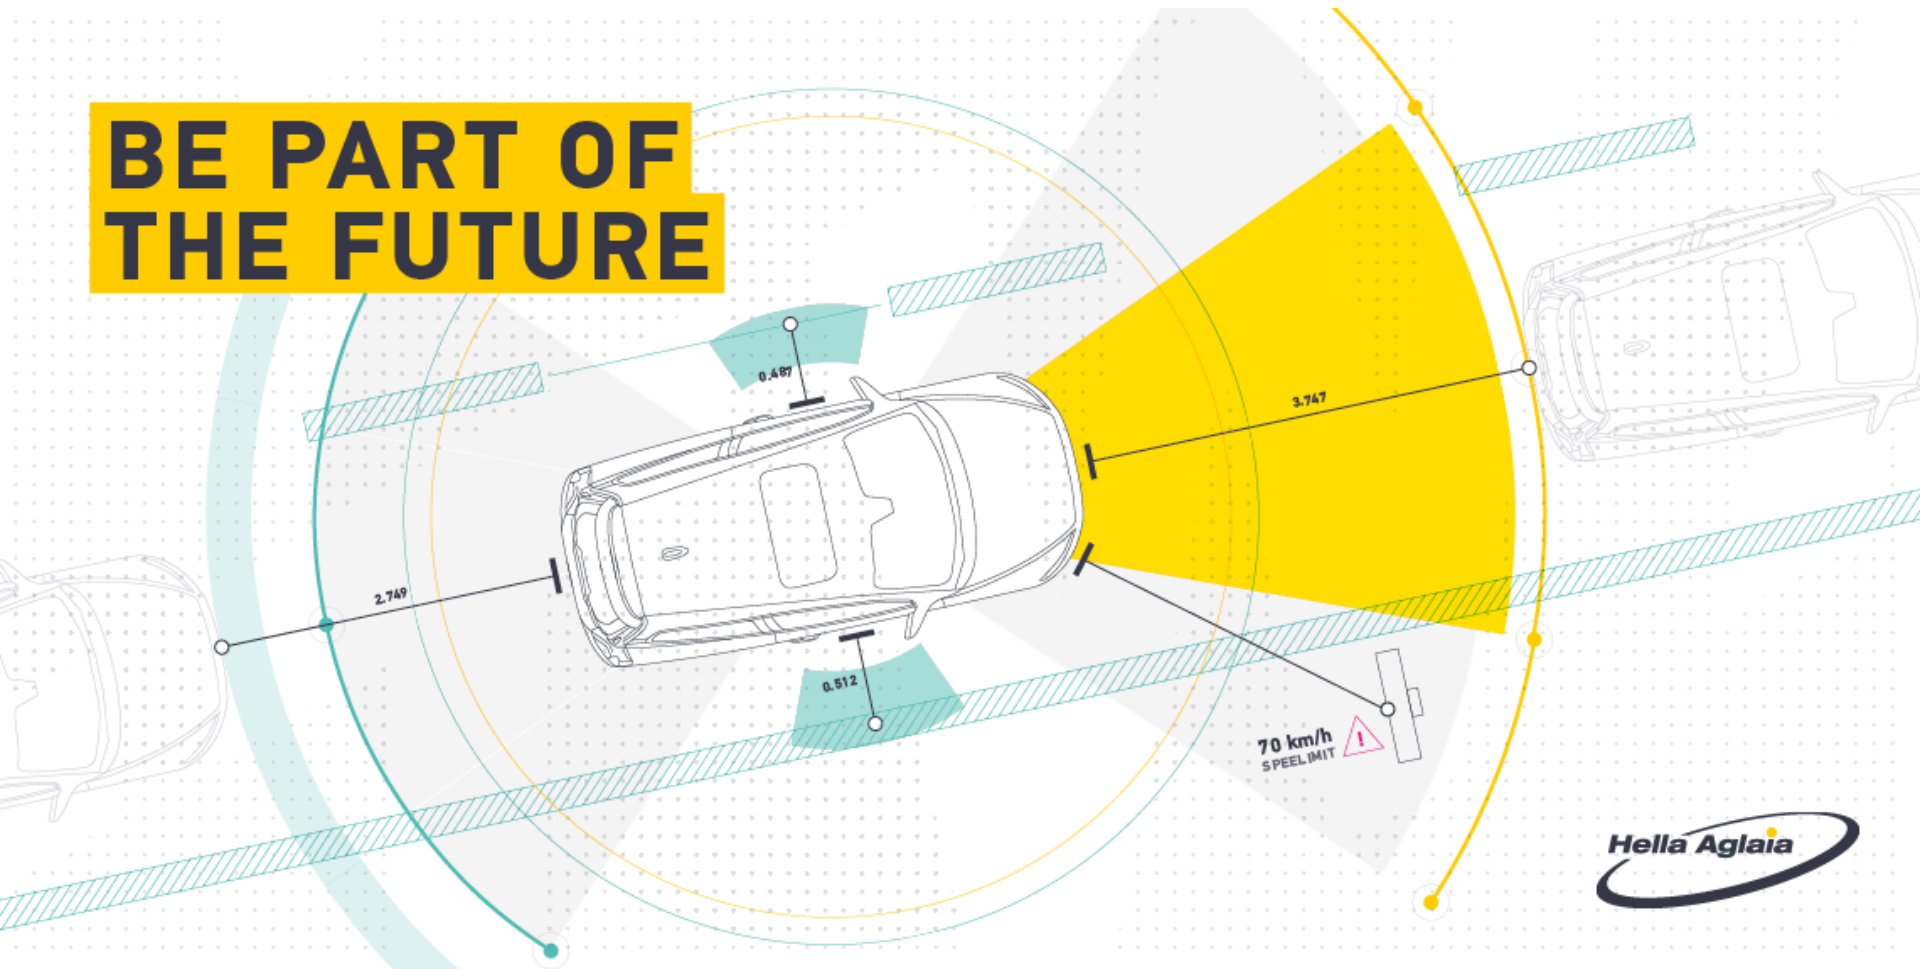 BE PART OF
THE FUTURE
0.487
3.747
2.749
0.512
70 km/h
SPEELIMIT
!
Hella Aglaia